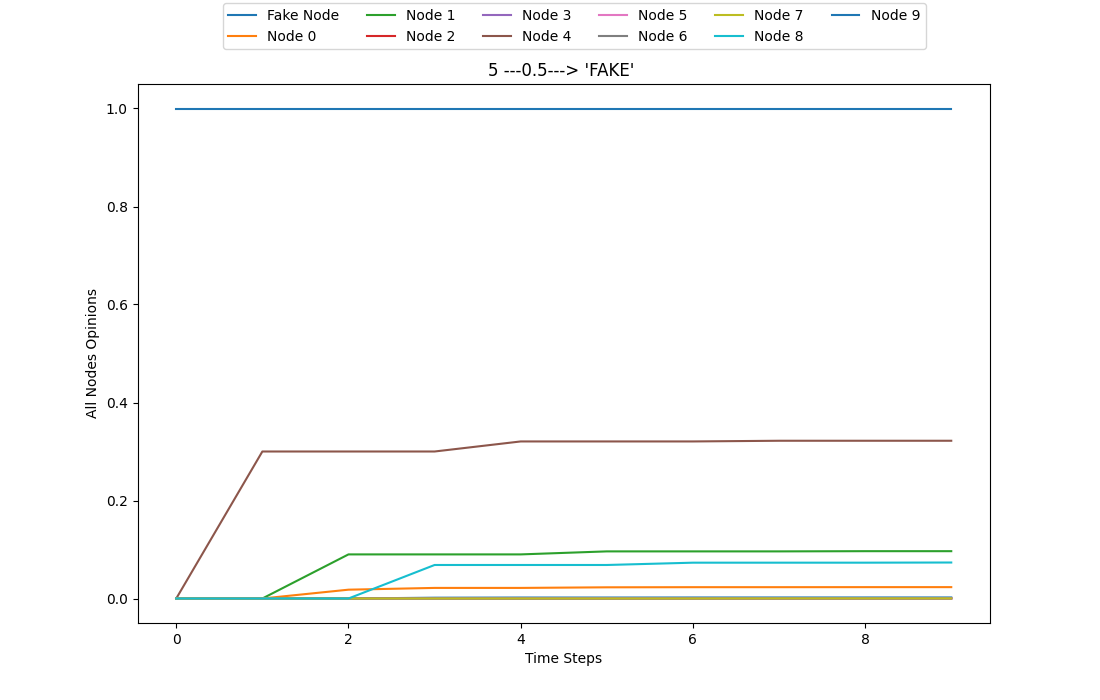 Fake Node Node 1 Node 3 Node 5 Node 7 Node 9
Node 0 Node 2 Node 4 Node 6 Node 8
5 ---0.5---> 'FAKE'
1.0
0.8
0.6
0.4
0.2
0.0
All Nodes Opinions
0 2 4 6 8
Time Steps